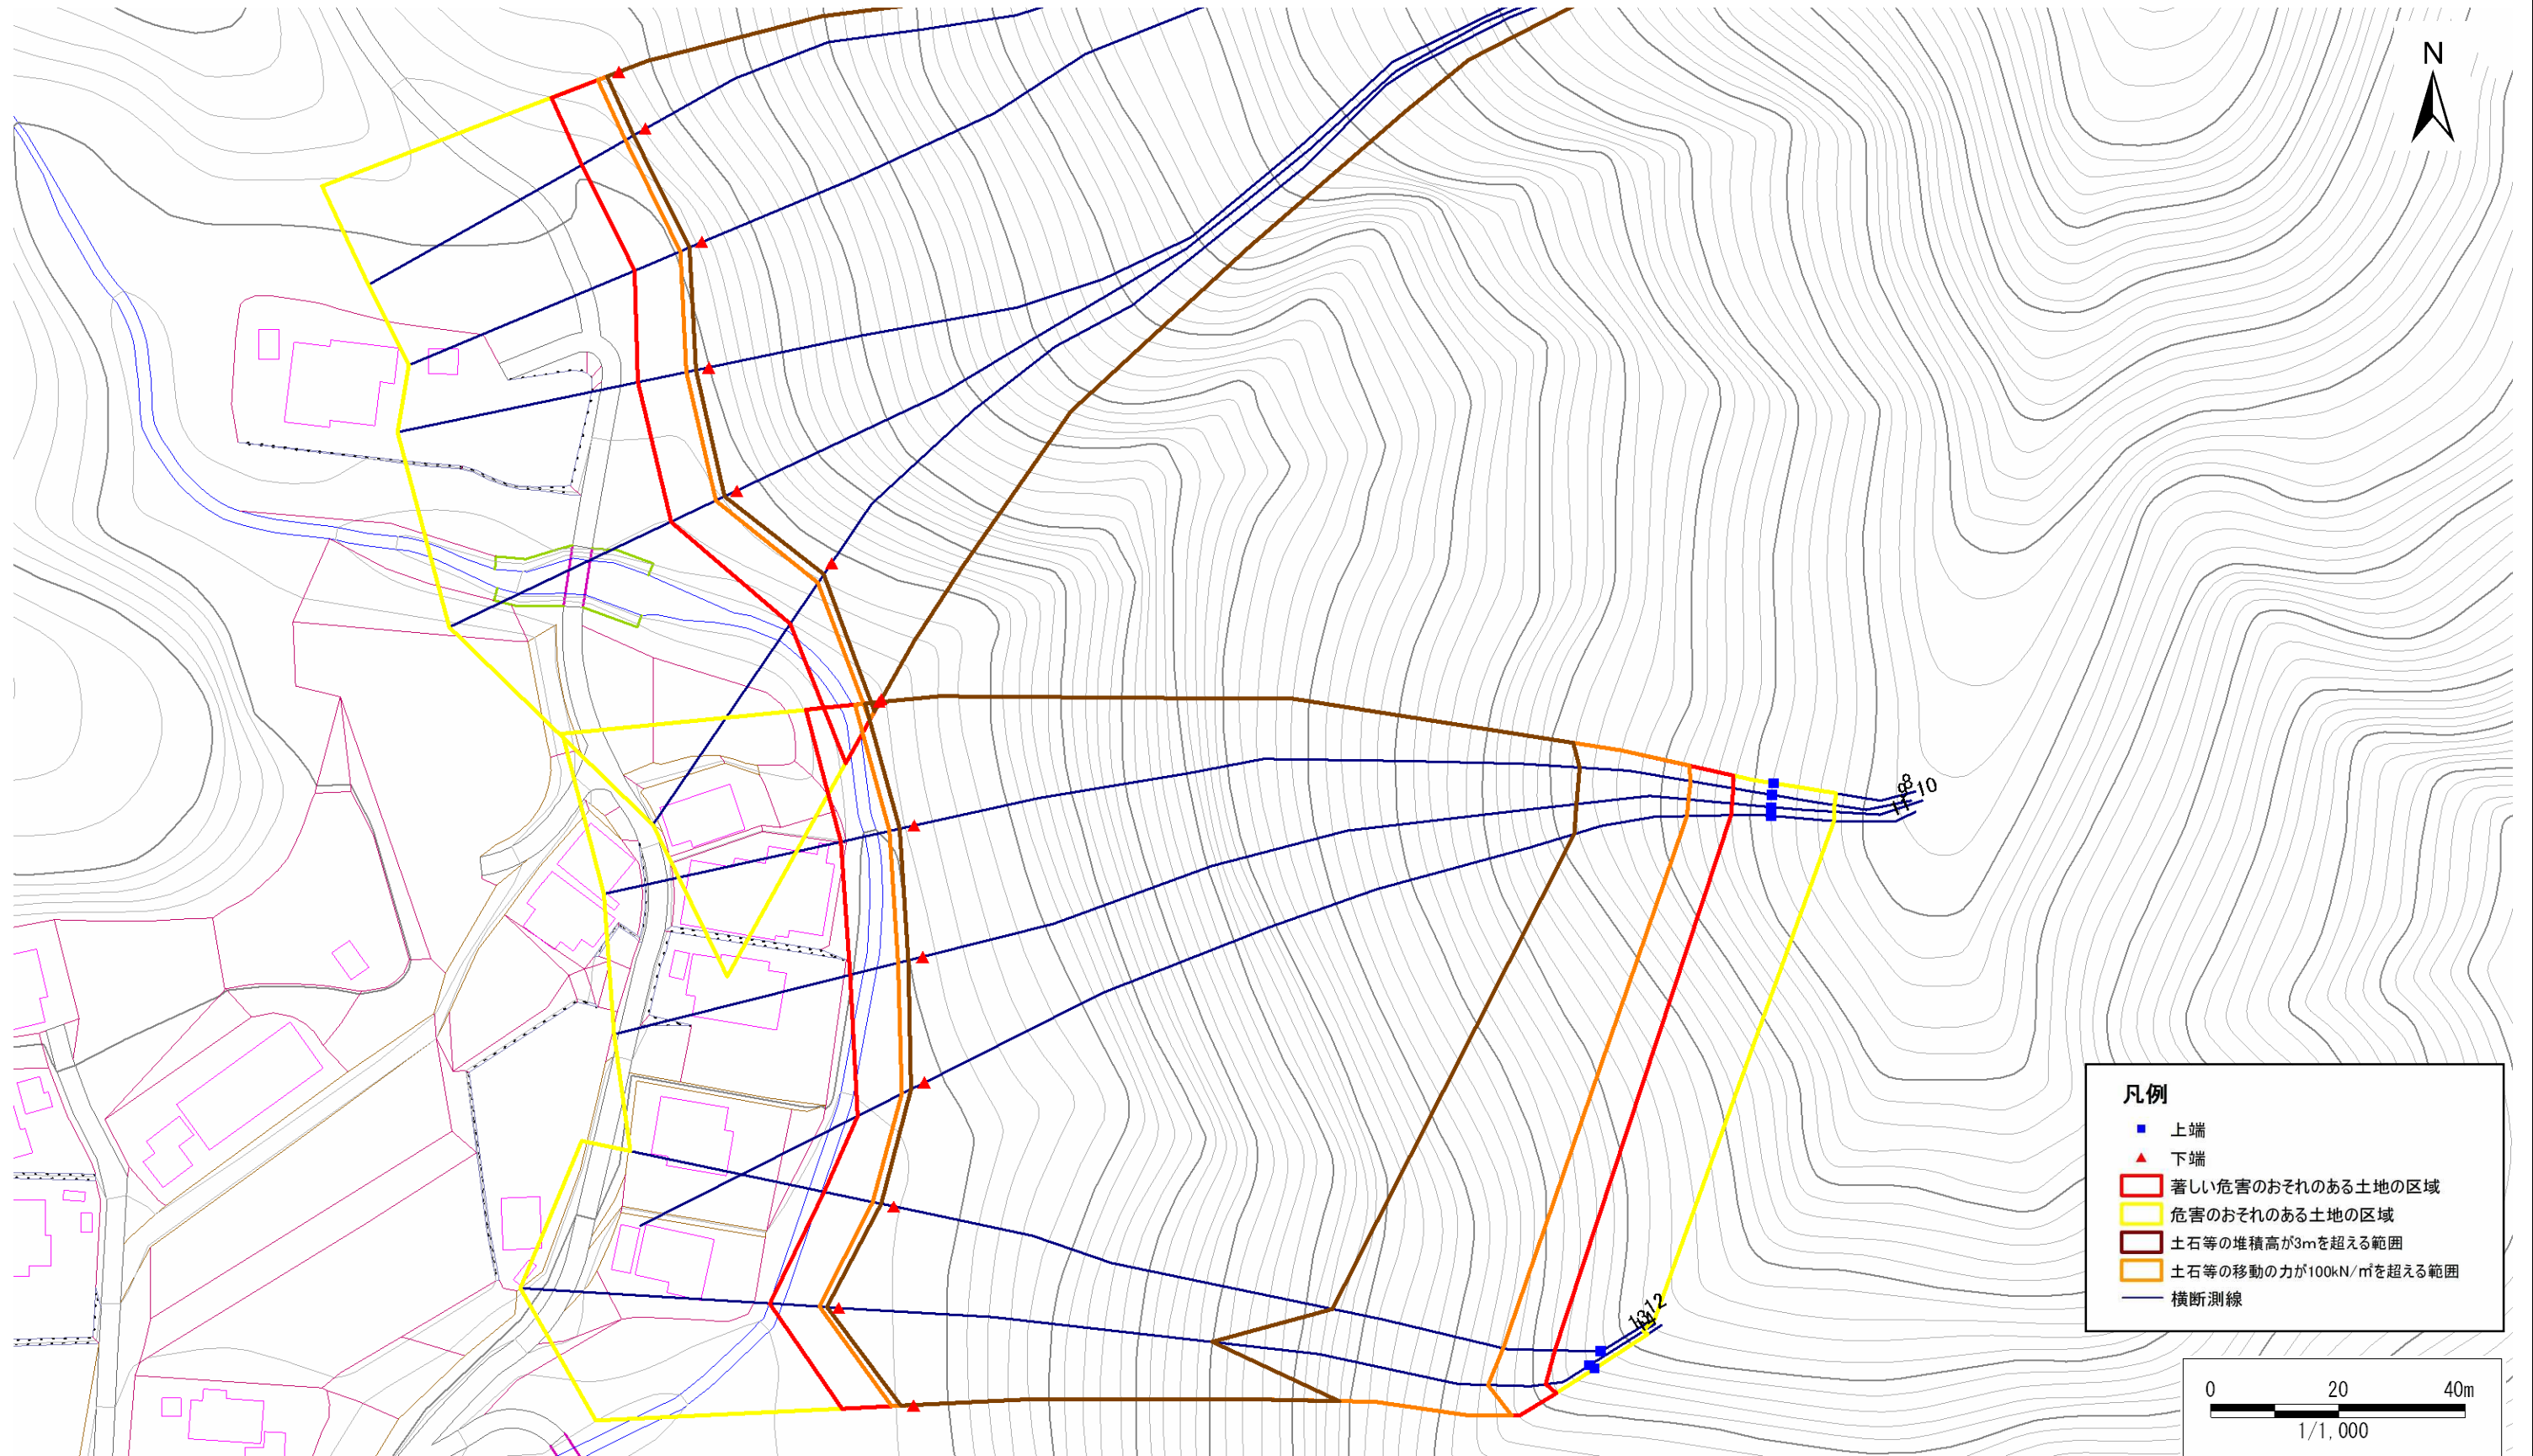 N
8
10
11
12
凡例
上端
下端
著しい危害のおそれのある土地の区域
危害のおそれのある土地の区域
土石等の堆積高が3mを超える範囲
土石等の移動の力が100kN/㎡を超える範囲
横断測線
0 20 40m
1/1,000